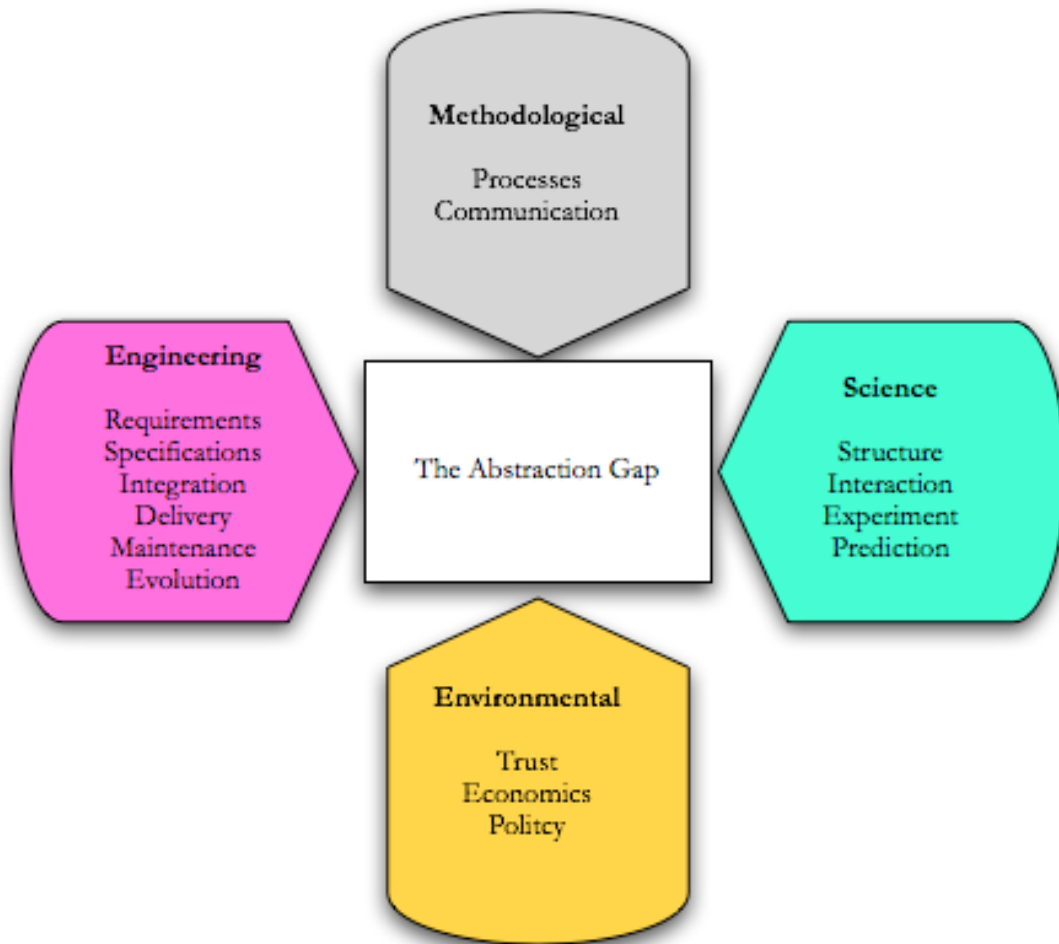 Methodological
Processes
Communication
Engineering
Requirements
Specifications
Integration
Delivery
Maintenance
Evolution
The Abstraction Gap
Science
Structure
Interaction
Experiment
Prediction
Environmental
Trust
Economics
Politcy